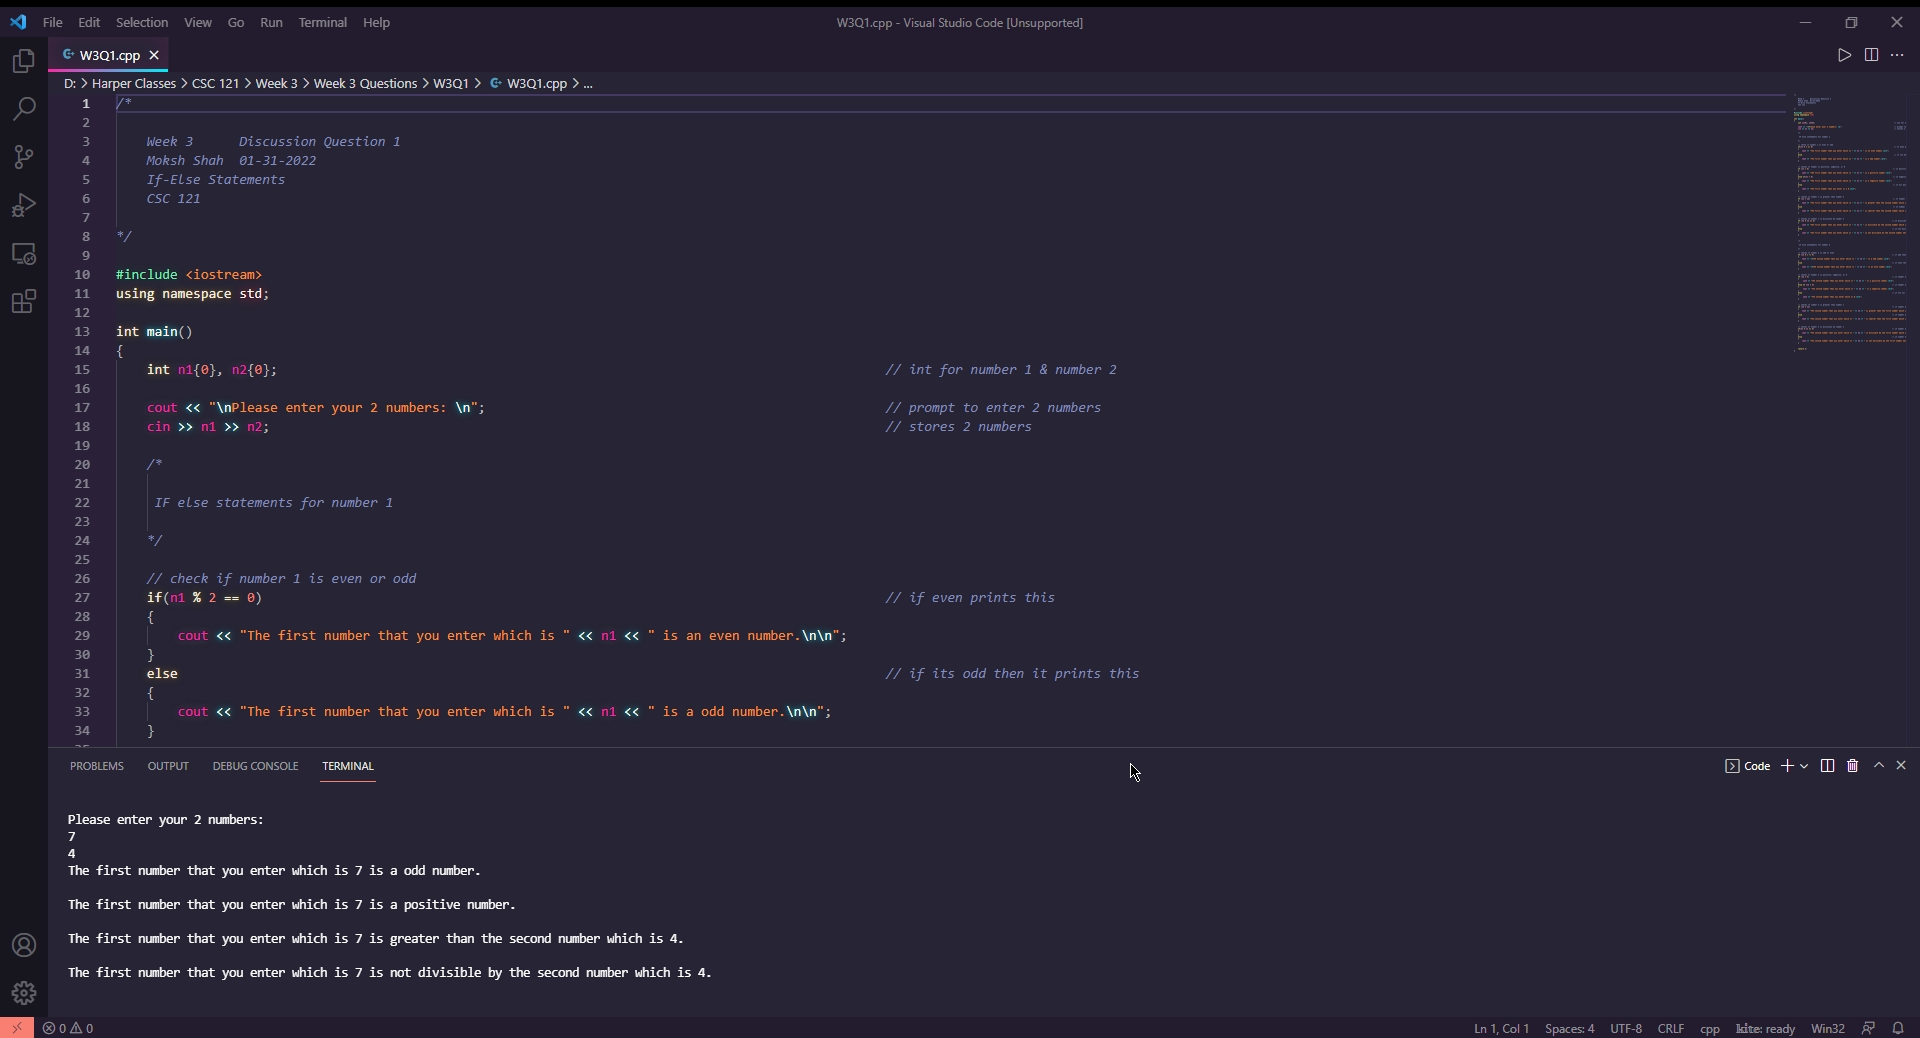 File Edit Selection View Go Run Terminal Help W3Q1.cpp - Visual Studio Code [Unsupported]
W3Q1.cpp
D: > Harper Classes > CSC 121 > Week 3 > Week 3 Questions > W3Q1 > W3Q1.cpp > ...
1 /*
2
3 Week 3 Discussion Question 1
4 Moksh Shah 01-31-2022
5 If-Else Statements
6 CSC 121
7
8 */
9
10 #include <iostream>
11 using namespace std;
12
13 int main()
14 {
15 int n1{0}, n2{0}; // int for number 1 & number 2
16
17 cout << "\nPlease enter your 2 numbers: \n"; // prompt to enter 2 numbers
18 cin >> n1 >> n2; // stores 2 numbers
19
20 /*
21
22 IF else statements for number 1
23
24 */
25
26 // check if number 1 is even or odd
27 if(n1 % 2 == 0) // if even prints this
28 {
29 cout << "The first number that you enter which is " << n1 << " is an even number.\n\n";
30 }
31 else // if its odd then it prints this
32 {
33 cout << "The first number that you enter which is " << n1 << " is a odd number.\n\n";
34 }
PROBLEMS OUTPUT DEBUG CONSOLE TERMINAL Code
Please enter your 2 numbers:
7
4
The first number that you enter which is 7 is a odd number.
The first number that you enter which is 7 is a positive number.
The first number that you enter which is 7 is greater than the second number which is 4.
The first number that you enter which is 7 is not divisible by the second number which is 4.
0 0 Ln 1, Col 1 Spaces: 4 UTF-8 CRLF cpp kite: ready Win32